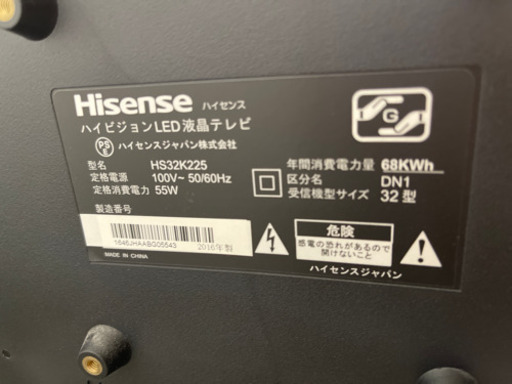 Hisense ハイセンス
ハイビジョンLED液晶テレビ
PSE ハイセンスジャパン株式会社
型名 HS32K225
定格電源 100V~ 50/60Hz
定格消費電力 55W
製造番号
1646JHAABG05543 2016年製
MADE IN CHINA
G
年間消費電力量 68KWh
区分名 DN1
受信機型サイズ 32型
危険
感電の恐れがあるので
開けないこと
ハイセンスジャパン